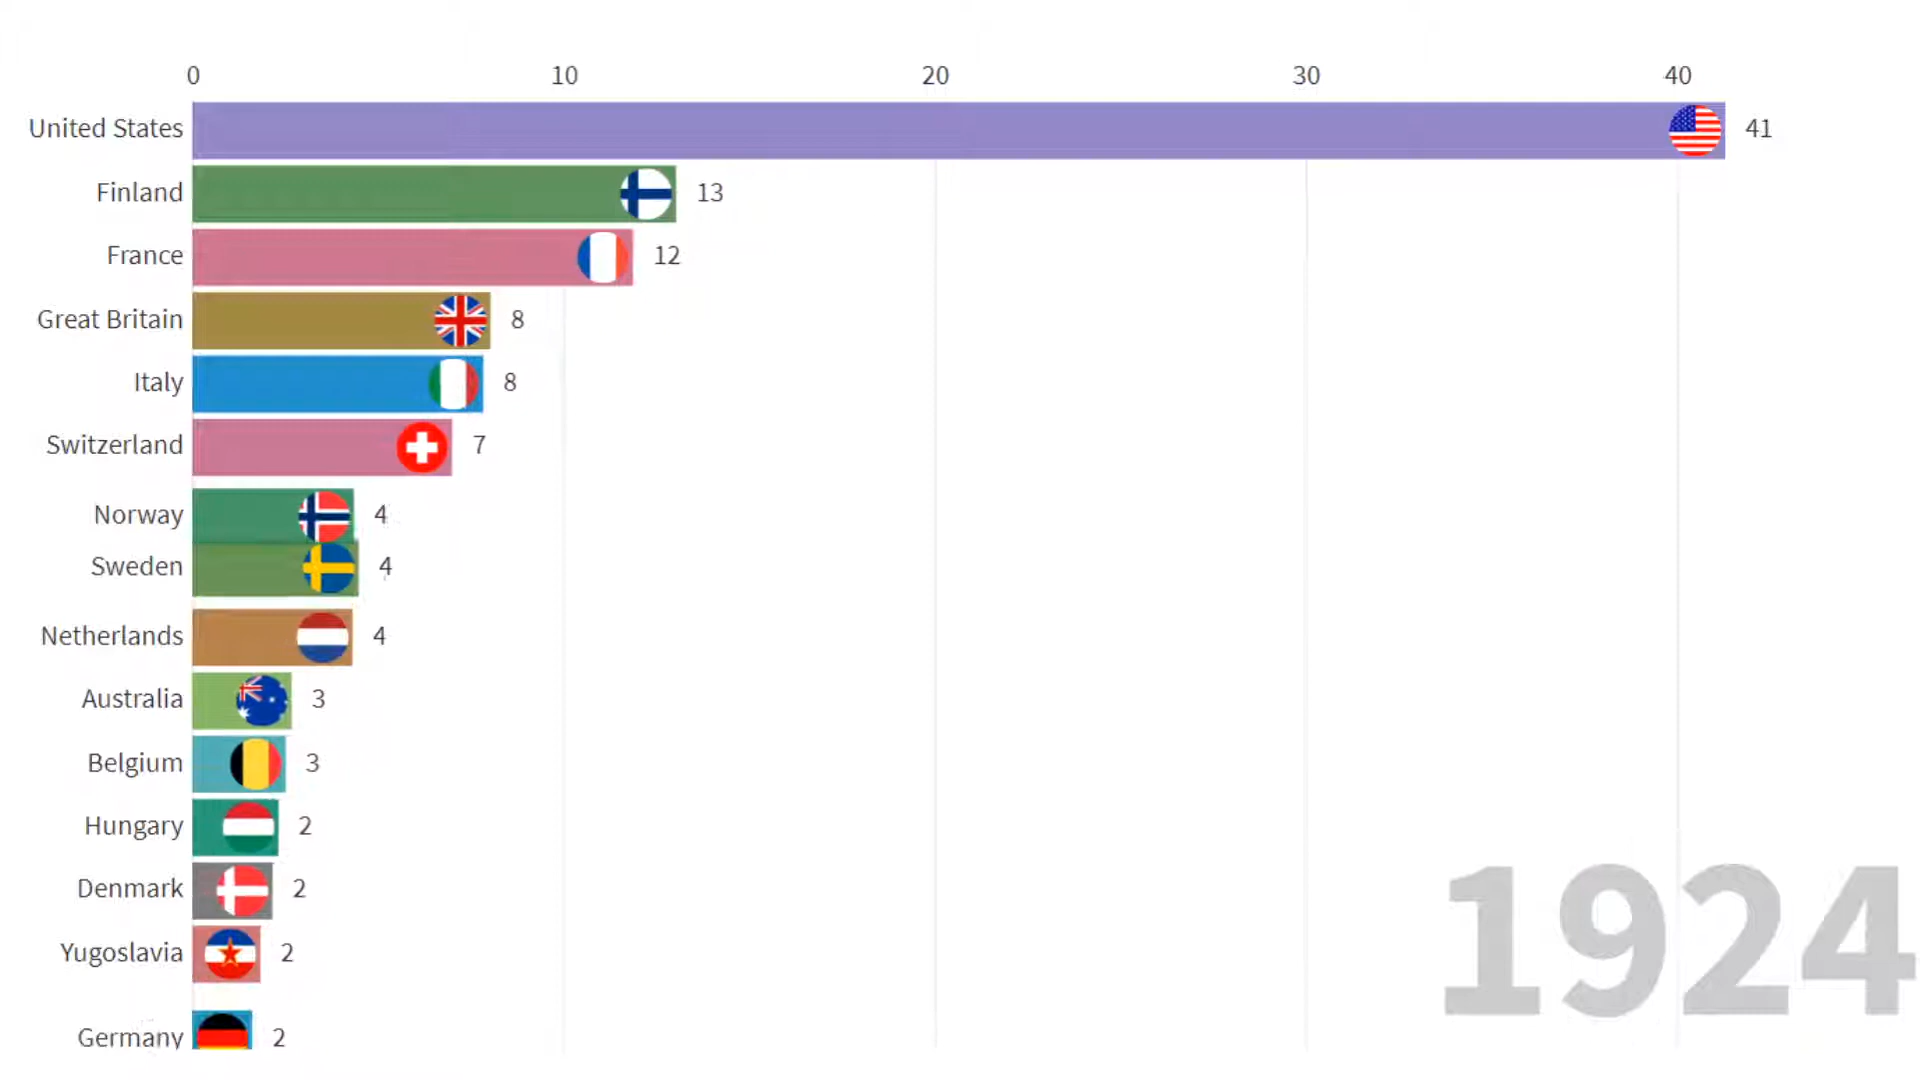 0 10 20 30 40
United States 41
Finland 13
France 12
Great Britain 8
Italy 8
Switzerland 7
Norway 4
Sweden 4
Netherlands 4
Australia 3
Belgium 3
Hungary 2
Denmark 2
Yugoslavia 2
Germany 2
1924